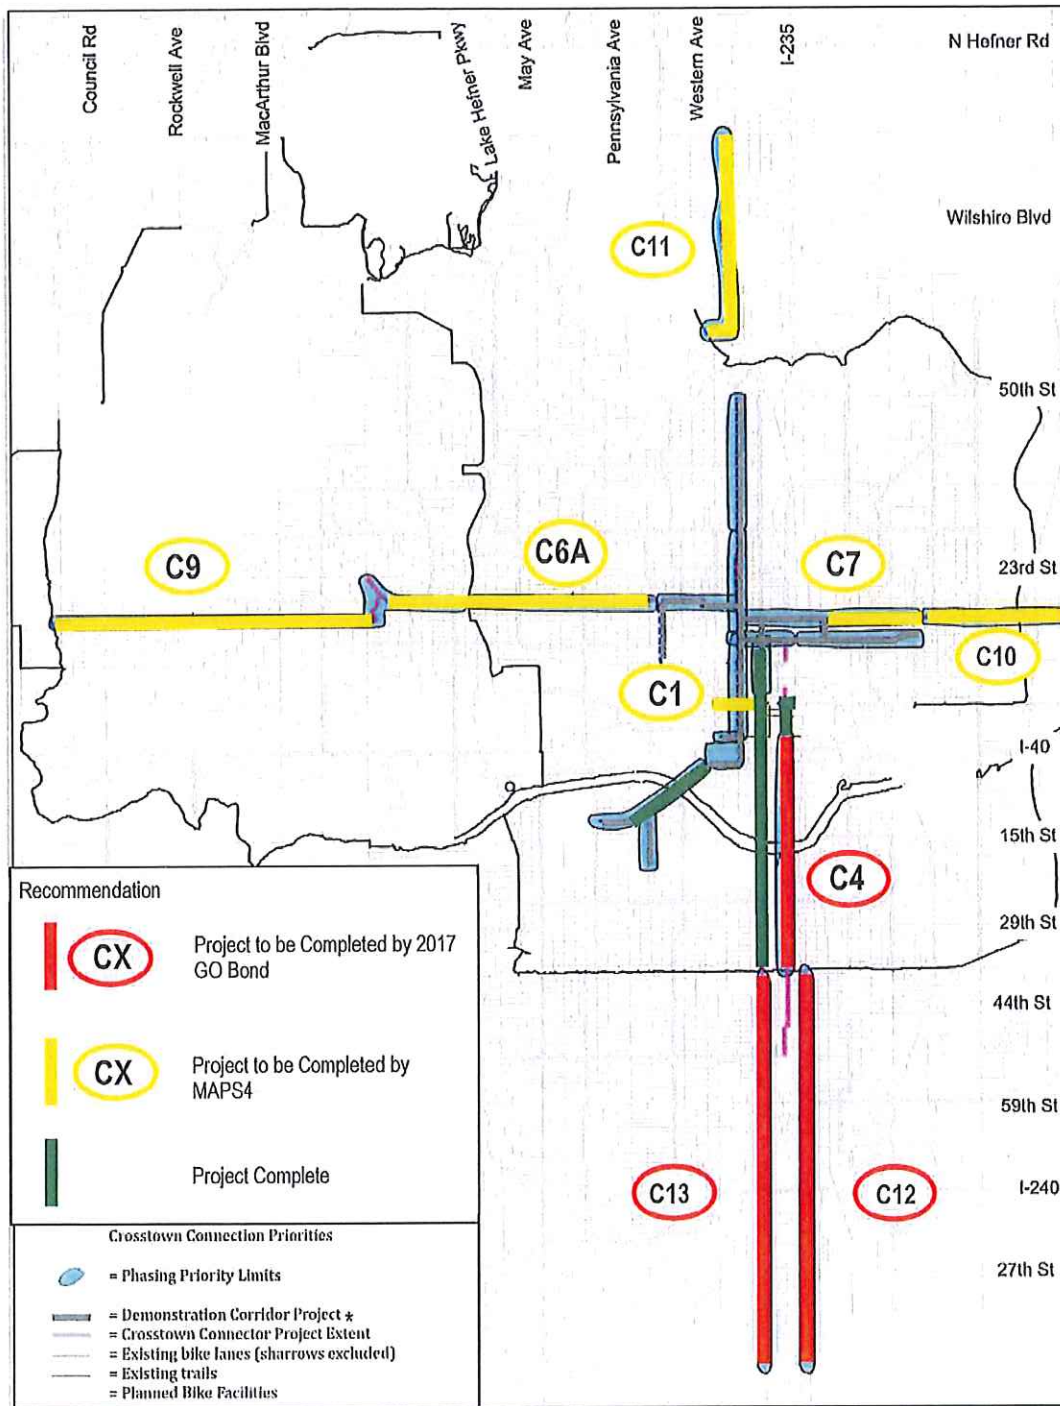 Council Rd
Rockwell Ave
MacArthur Blvd
Lake Hefner Pkwy
May Ave
Pennsylvania Ave
Western Ave
I-235
N Hefner Rd
Wilshire Blvd
C11
50th St
C9
C6A
C7
23rd St
C10
C1
I-40
15th St
C4
29th St
44th St
59th St
C13
C12
I-240
27th St
Recommendation
CX
Project to be Completed by 2017
GO Bond
CX
Project to be Completed by
MAPS4
Project Complete
Crosstown Connection Priorities
= Phasing Priority Limits
= Demonstration Corridor Project *
= Crosstown Connector Project Extent
= Existing bike lanes (sharrows excluded)
= Existing trails
= Planned Bike Facilities